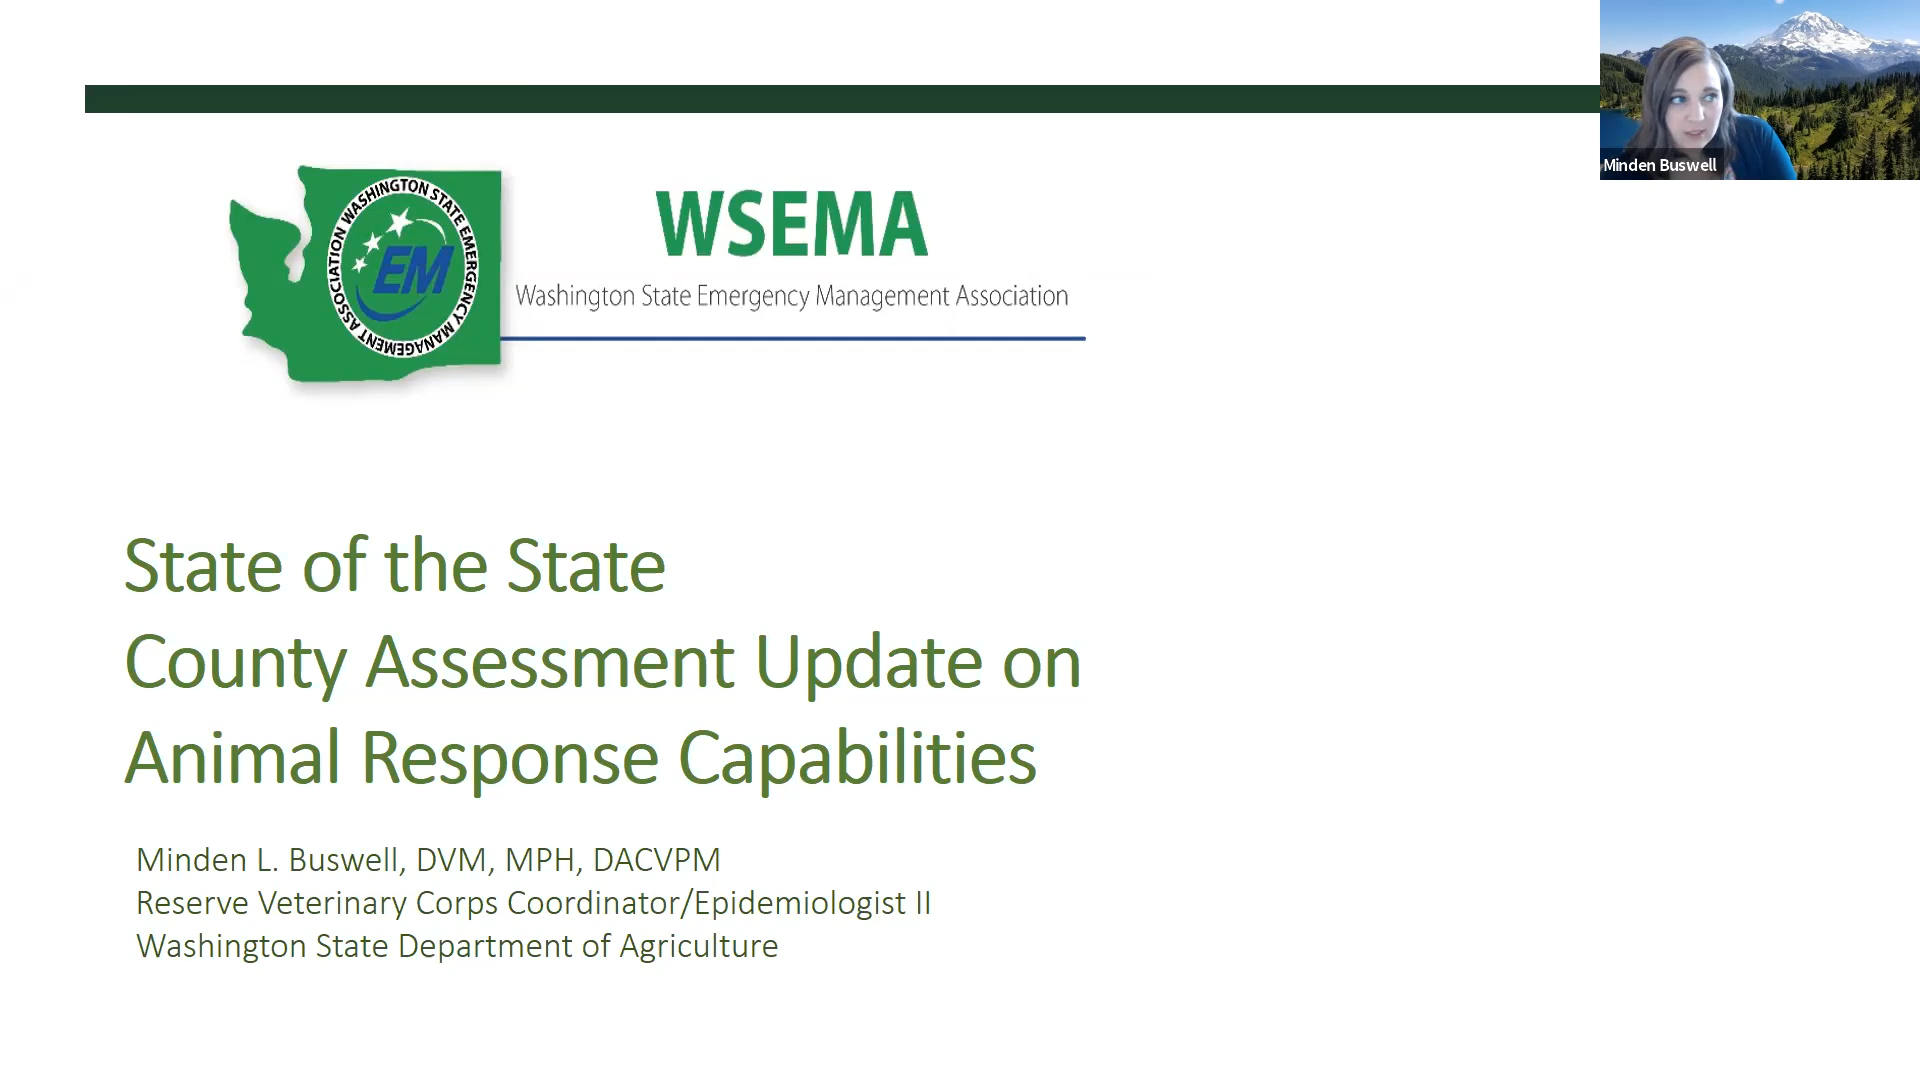 Minden Buswell
WASHINGTON STATE EMERGENCY MANAGEMENT ASSOCIATION
EM
WSEMA
Washington State Emergency Management Association
State of the State
County Assessment Update on
Animal Response Capabilities
Minden L. Buswell, DVM, MPH, DACVPM
Reserve Veterinary Corps Coordinator/Epidemiologist II
Washington State Department of Agriculture